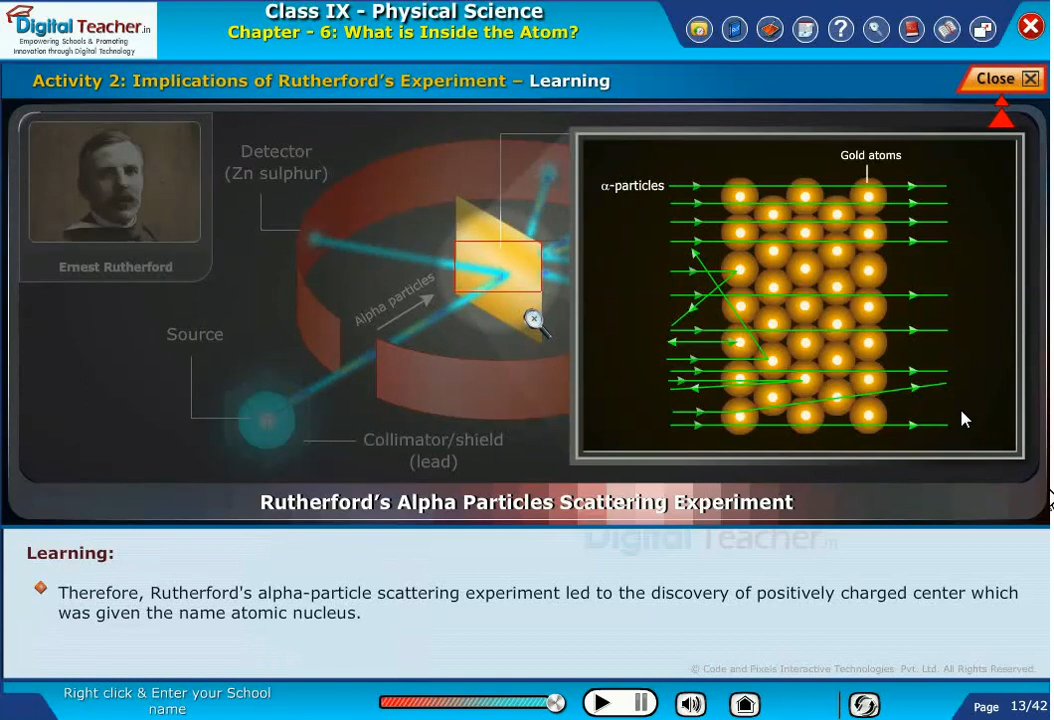 Digital Teacher.in
Empowering Schools & Promoting
Innovation through Digital Technology
Class IX - Physical Science
Chapter - 6: What is Inside the Atom?
Activity 2: Implications of Rutherford's Experiment – Learning
Close
Ernest Rutherford
Detector
(Zn sulphur)
Alpha particles
Source
Collimator/shield
(lead)
Gold atoms
α-particles
Rutherford's Alpha Particles Scattering Experiment
Digital Teacher.in
Learning:
Therefore, Rutherford's alpha-particle scattering experiment led to the discovery of positively charged center which
was given the name atomic nucleus.
© Code and Pixels Interactive Technologies Pvt. Ltd. All Rights Reserved.
Right click & Enter your School
name
Page 13/42